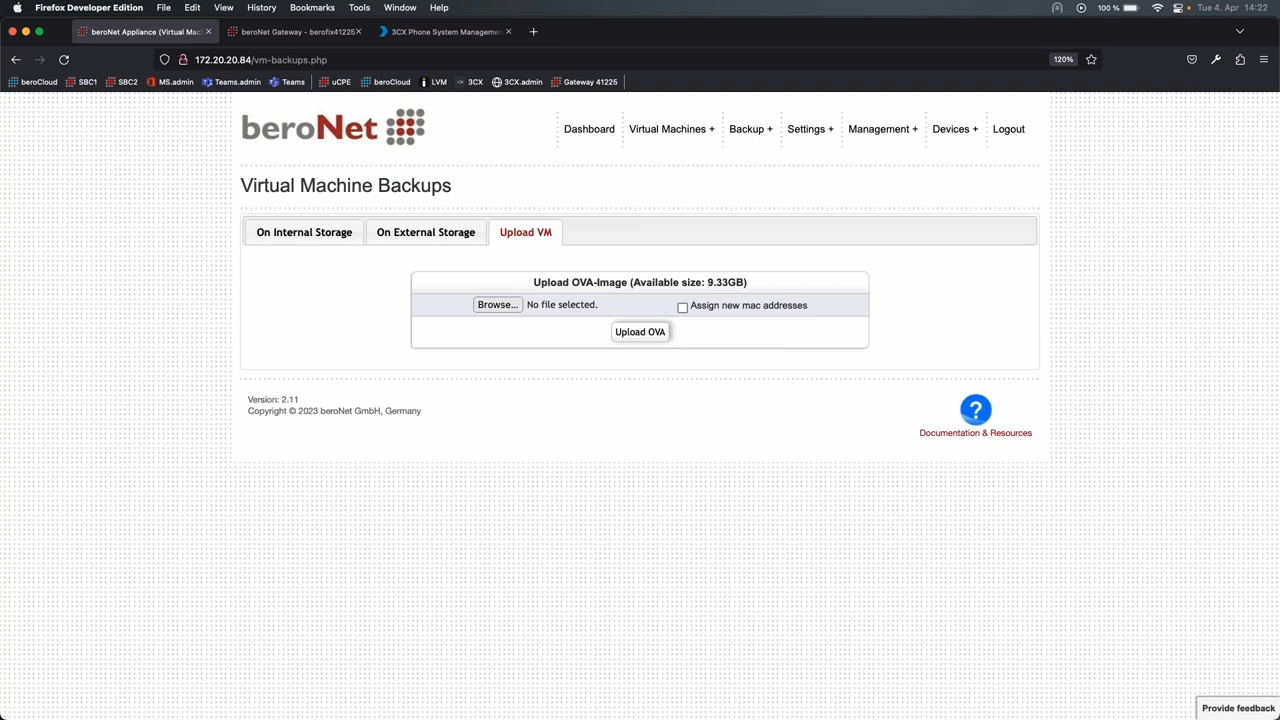 Firefox Developer Edition File Edit View History Bookmarks Tools Window Help 100 % Tue 4. Apr 14:22
beroNet Appliance (Virtual Mac beroNet Gateway - berofix41225 3CX Phone System Managemen
172.20.20.84/vm-backups.php 120%
beroCloud SBC1 SBC2 MS.admin Teams.admin Teams uCPE beroCloud LVM 3CX 3CX.admin Gateway 41225
beroNet
Dashboard Virtual Machines + Backup + Settings + Management + Devices + Logout
Virtual Machine Backups
On Internal Storage On External Storage Upload VM
Upload OVA-Image (Available size: 9.33GB)
Browse... No file selected. Assign new mac addresses
Upload OVA
Version: 2.11
Copyright © 2023 beroNet GmbH, Germany
?
Documentation & Resources
Provide feedback